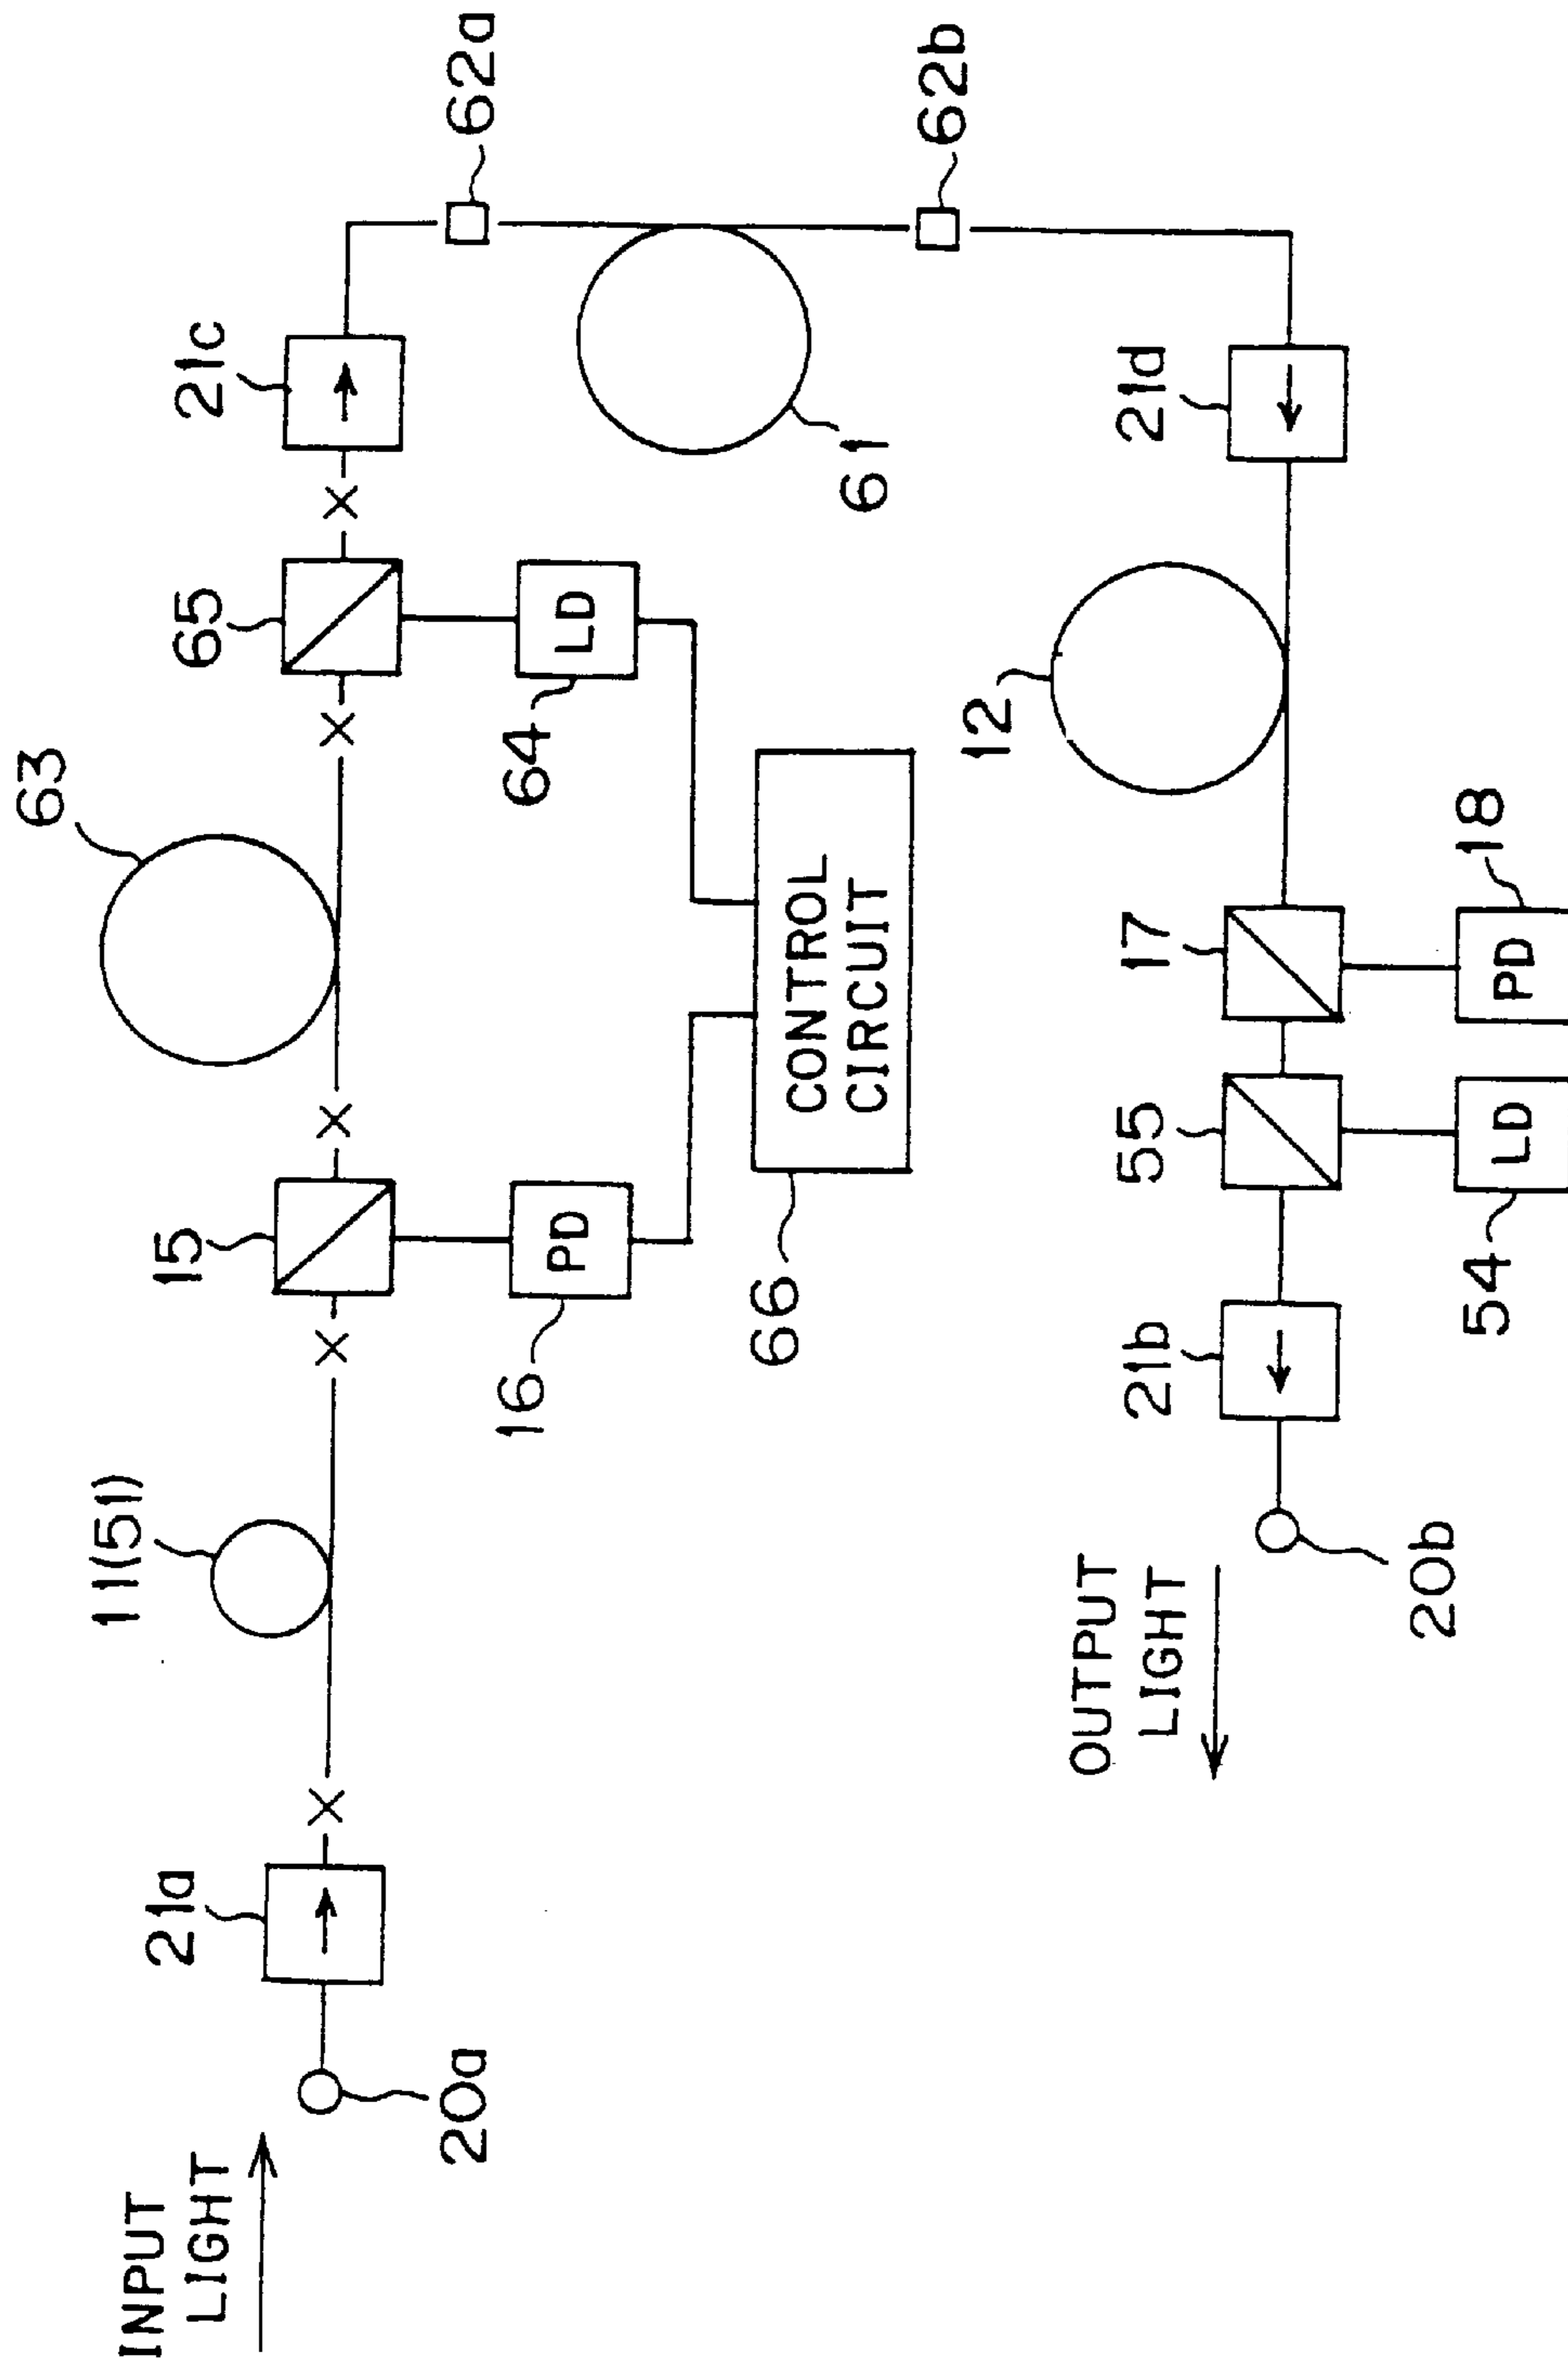 63
21c
62a
65
11(51)
15
21a
INPUT
LIGHT
LD
64
PD
16
61
62b
20a
CONTROL
CIRCUIT
66
12
21d
17
55
21b
OUTPUT
LIGHT
20b
PD
18
LD
54